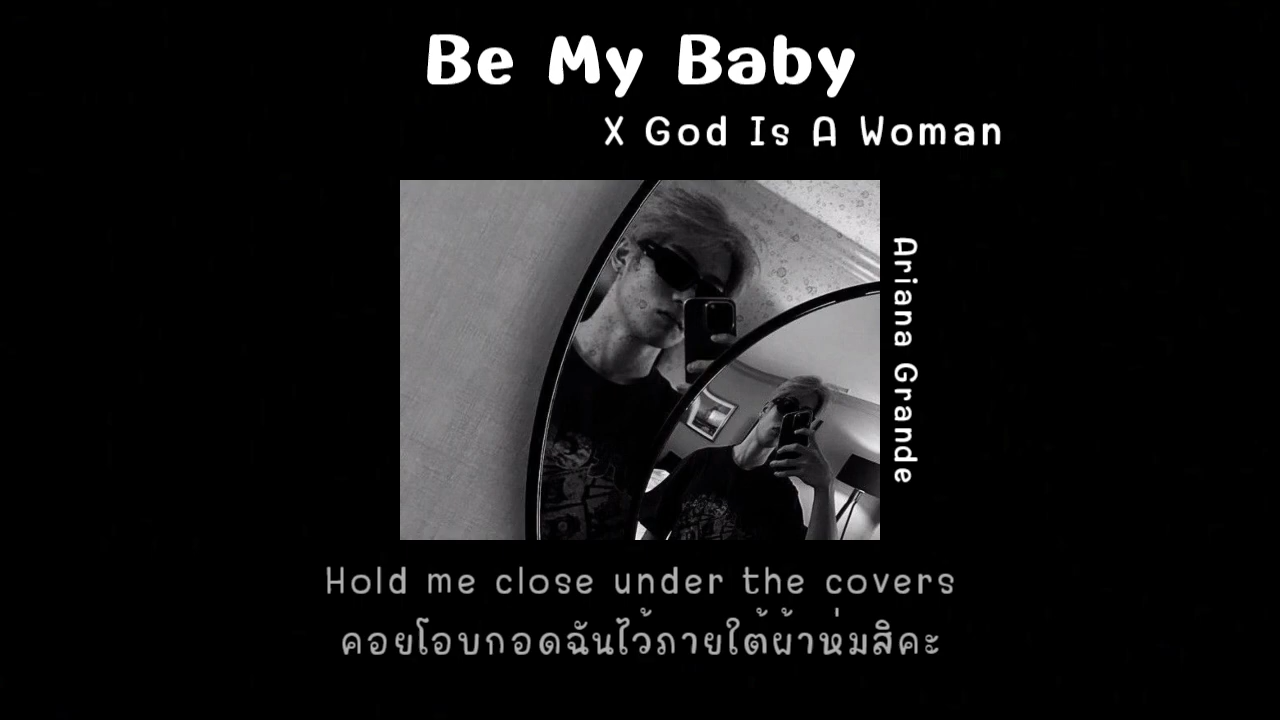 Be My Baby
X God Is A Woman
Ariana Grande
Hold me close under the covers
คอยโอบกอดฉันไว้ภายใต้ผ้าห่มสิคะ